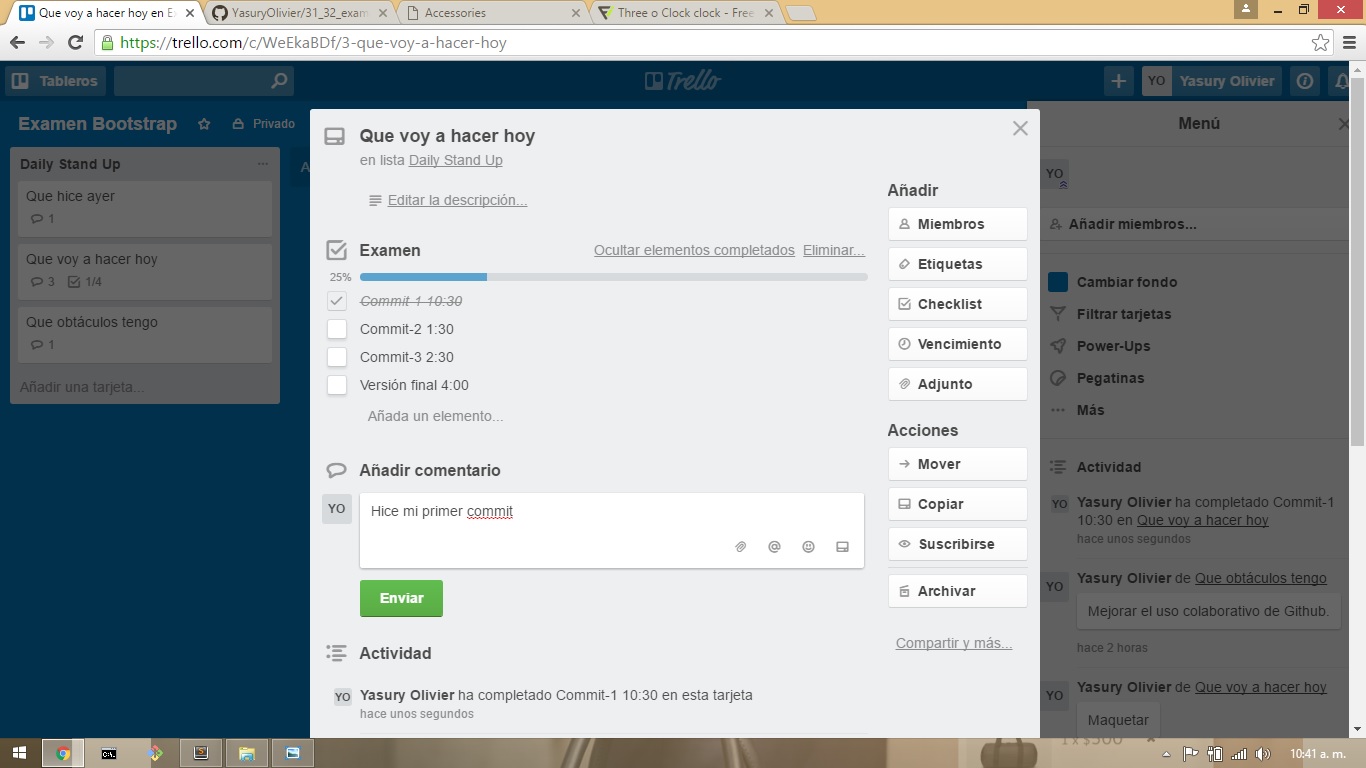 Que voy a hacer hoy en E
YasuryOlivier/31_32_exam
Accessories
Three o Clock clock - Free
https://trello.com/c/WeEkaBDf/3-que-voy-a-hacer-hoy
Tableros
Trello
YO Yasury Olivier
Examen Bootstrap
Privado
Daily Stand Up
Que hice ayer
1
Que voy a hacer hoy
3 1/4
Que obtáculos tengo
1
Añadir una tarjeta...
A
Que voy a hacer hoy
en lista Daily Stand Up
Editar la descripción...
Examen
Ocultar elementos completados Eliminar...
25%
Commit-1 10:30
Commit-2 1:30
Commit-3 2:30
Versión final 4:00
Añada un elemento...
Añadir comentario
YO
Hice mi primer commit
Enviar
Actividad
YO Yasury Olivier ha completado Commit-1 10:30 en esta tarjeta
hace unos segundos
Añadir
Miembros
Etiquetas
Checklist
Vencimiento
Adjunto
Acciones
Mover
Copiar
Suscribirse
Archivar
Compartir y más...
Menú
YO
Añadir miembros...
Cambiar fondo
Filtrar tarjetas
Power-Ups
Pegatinas
Más
Actividad
YO Yasury Olivier ha completado Commit-1
10:30 en Que voy a hacer hoy
hace unos segundos
YO Yasury Olivier de Que obtáculos tengo
Mejorar el uso colaborativo de Github.
hace 2 horas
YO Yasury Olivier de Que voy a hacer hoy
Maquetar
1 x $500
10:41 a. m.